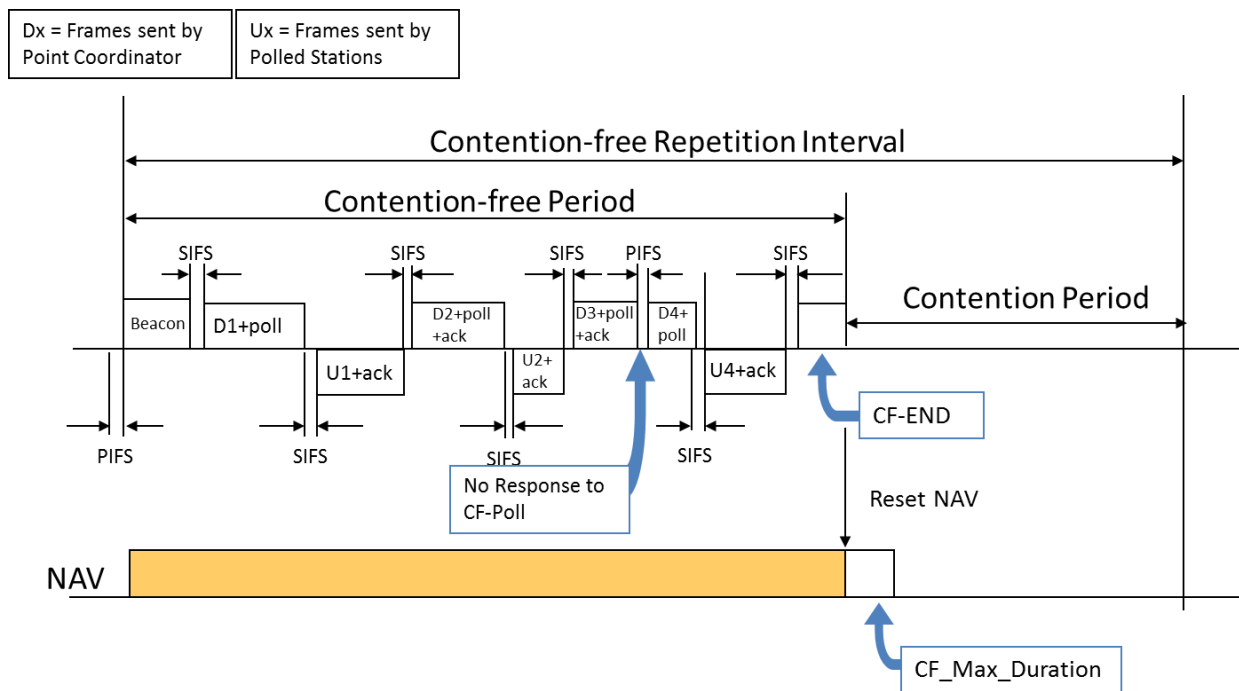 Dx = Frames sent by
Point Coordinator
Ux = Frames sent by
Polled Stations
Contention-free Repetition Interval
Contention-free Period
SIFS
SIFS
SIFS
PIFS
SIFS
Contention Period
Beacon
D1+poll
D2+poll
+ack
D3+poll
+ack
D4+
poll
U1+ack
U2+
ack
U4+ack
CF-END
PIFS
SIFS
SIFS
SIFS
No Response to
CF-Poll
Reset NAV
NAV
CF_Max_Duration